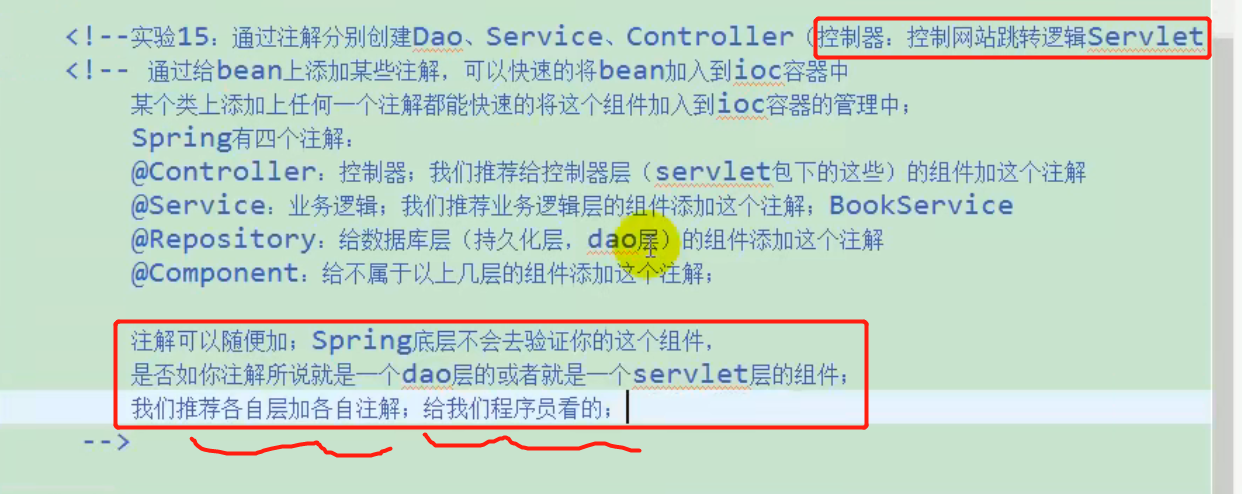 <!--实验15：通过注解分别创建Dao、Service、Controller（控制器：控制网站跳转逻辑Servlet
<!-- 通过给bean上添加某些注解，可以快速的将bean加入到ioc容器中
某个类上添加上任何一个注解都能快速的将这个组件加入到ioc容器的管理中；
Spring有四个注解：
@Controller：控制器；我们推荐给控制器层（servlet包下的这些）的组件加这个注解
@Service：业务逻辑；我们推荐业务逻辑层的组件添加这个注解；BookService
@Repository：给数据库层（持久化层，dao层）的组件添加这个注解
@Component：给不属于以上几层的组件添加这个注解；
注解可以随便加；Spring底层不会去验证你的这个组件，
是否如你注解所说就是一个dao层的或者就是一个servlet层的组件；
我们推荐各自层加各自注解；给我们程序员看的；
-->